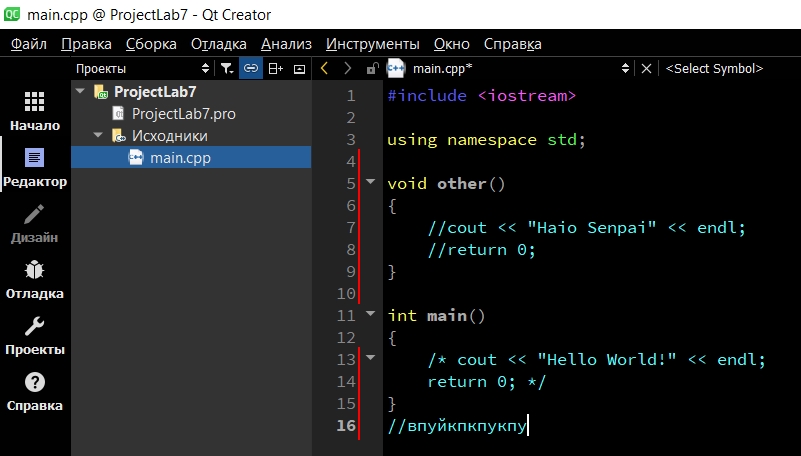 QC main.cpp @ ProjectLab7 - Qt Creator
Файл Правка Сборка Отладка Анализ Инструменты Окно Справка
Проекты main.cpp* <Select Symbol>
Начало
Редактор
Дизайн
Отладка
Проекты
Справка
ProjectLab7
ProjectLab7.pro
Исходники
C++ main.cpp
1 #include <iostream>
2
3 using namespace std;
4
5 void other()
6 {
7 //cout << "Haio Senpai" << endl;
8 //return 0;
9 }
10
11 int main()
12 {
13 /* cout << "Hello World!" << endl;
14 return 0; */
15 }
16 //впуйкпкпукпу